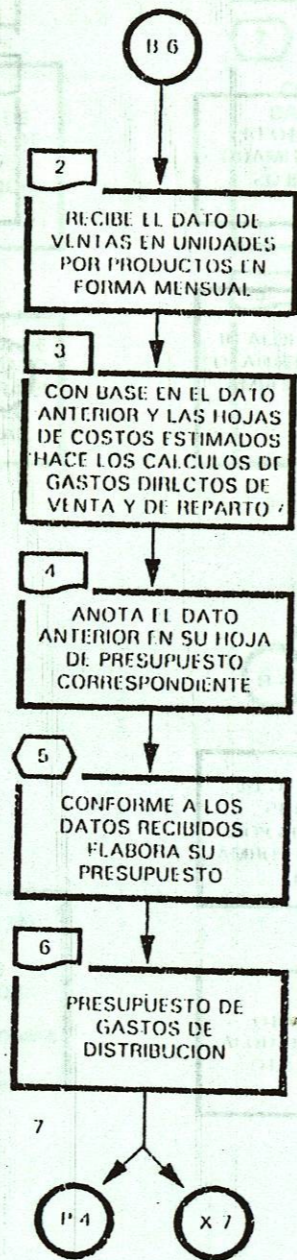 B 6
2
RECIBE EL DATO DE
VENTAS EN UNIDADES
POR PRODUCTOS EN
FORMA MENSUAL
3
CON BASE EN EL DATO
ANTERIOR Y LAS HOJAS
DE COSTOS ESTIMADOS
HACE LOS CALCULOS DE
GASTOS DIRECTOS DE
VENTA Y DE REPARTO
4
ANOTA EL DATO
ANTERIOR EN SU HOJA
DE PRESUPUESTO
CORRESPONDIENTE
5
CONFORME A LOS
DATOS RECIBIDOS
ELABORA SU
PRESUPUESTO
6
PRESUPUESTO DE
GASTOS DE
DISTRIBUCION
7
P 4
X 7